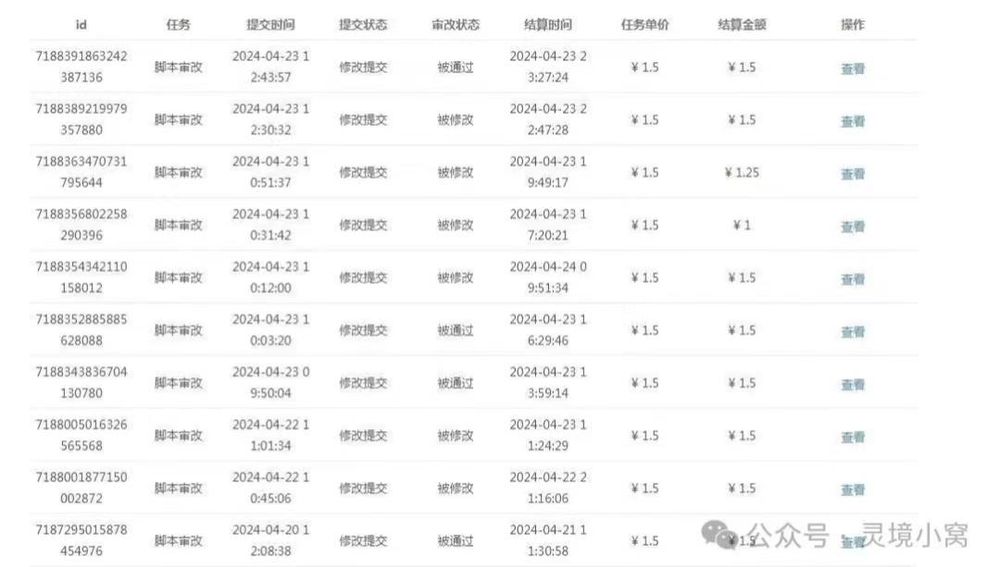 id 任务 提交时间 提交状态 审改状态 结算时间 任务单价 结算金额 操作
7188391863242 2024-04-23 1 2024-04-23 2
脚本审改 修改提交 被通过 ¥ 1.5 ¥ 1.5 查看
387136 2:43:57 3:27:24
7188389219979 2024-04-23 1 2024-04-23 2
脚本审改 修改提交 被修改 ¥ 1.5 ¥ 1.5 查看
357880 2:30:32 2:47:28
7188363470731 2024-04-23 1 2024-04-23 1
脚本审改 修改提交 被修改 ¥ 1.5 ¥ 1.25 查看
795644 0:51:37 9:49:17
7188356802258 2024-04-23 1 2024-04-23 1
脚本审改 修改提交 被修改 ¥ 1.5 ¥ 1 查看
290396 0:31:42 7:20:21
7188354342110 2024-04-23 1 2024-04-24 0
脚本审改 修改提交 被修改 ¥ 1.5 ¥ 1.5 查看
158012 0:12:00 9:51:34
7188352885885 2024-04-23 1 2024-04-23 1
脚本审改 修改提交 被通过 ¥ 1.5 ¥ 1.5 查看
628088 0:03:20 6:29:46
7188343836704 2024-04-23 0 2024-04-23 1
脚本审改 修改提交 被通过 ¥ 1.5 ¥ 1.5 查看
130780 9:50:04 3:59:14
7188005016326 2024-04-22 1 2024-04-23 1
脚本审改 修改提交 被修改 ¥ 1.5 ¥ 1.5 查看
565568 1:01:34 1:24:29
7188001877150 2024-04-22 1 2024-04-22 2
脚本审改 修改提交 被修改 ¥ 1.5 ¥ 1.5 查看
002872 0:45:06 1:16:06
7187295015878 2024-04-20 1 2024-04-21 1
脚本审改 修改提交 被通过 ¥ 1.5 ¥ 1.5 查看
454976 2:08:38 1:30:58
公众号 · 灵境小窝